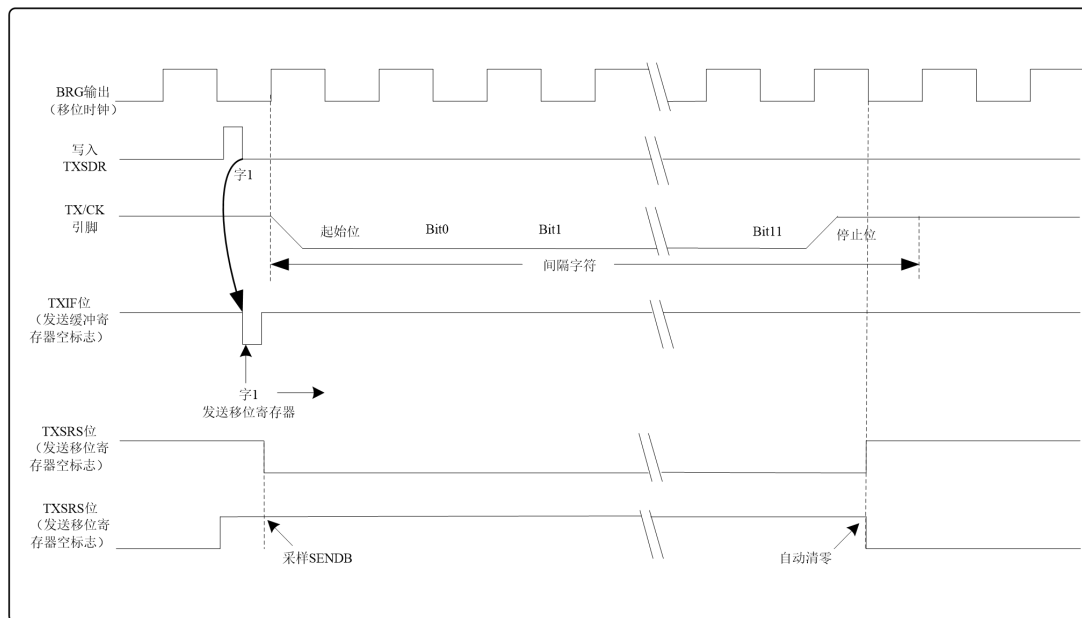 BRG输出
（移位时钟）
写入
TXSDR
字1
TX/CK
引脚
起始位
Bit0
Bit1
Bit11
停止位
间隔字符
TXIF位
（发送缓冲寄
存器空标志）
字1
发送移位寄存器
TXSRS位
（发送移位寄
存器空标志）
TXSRS位
（发送移位寄
存器空标志）
采样SENDB
自动清零